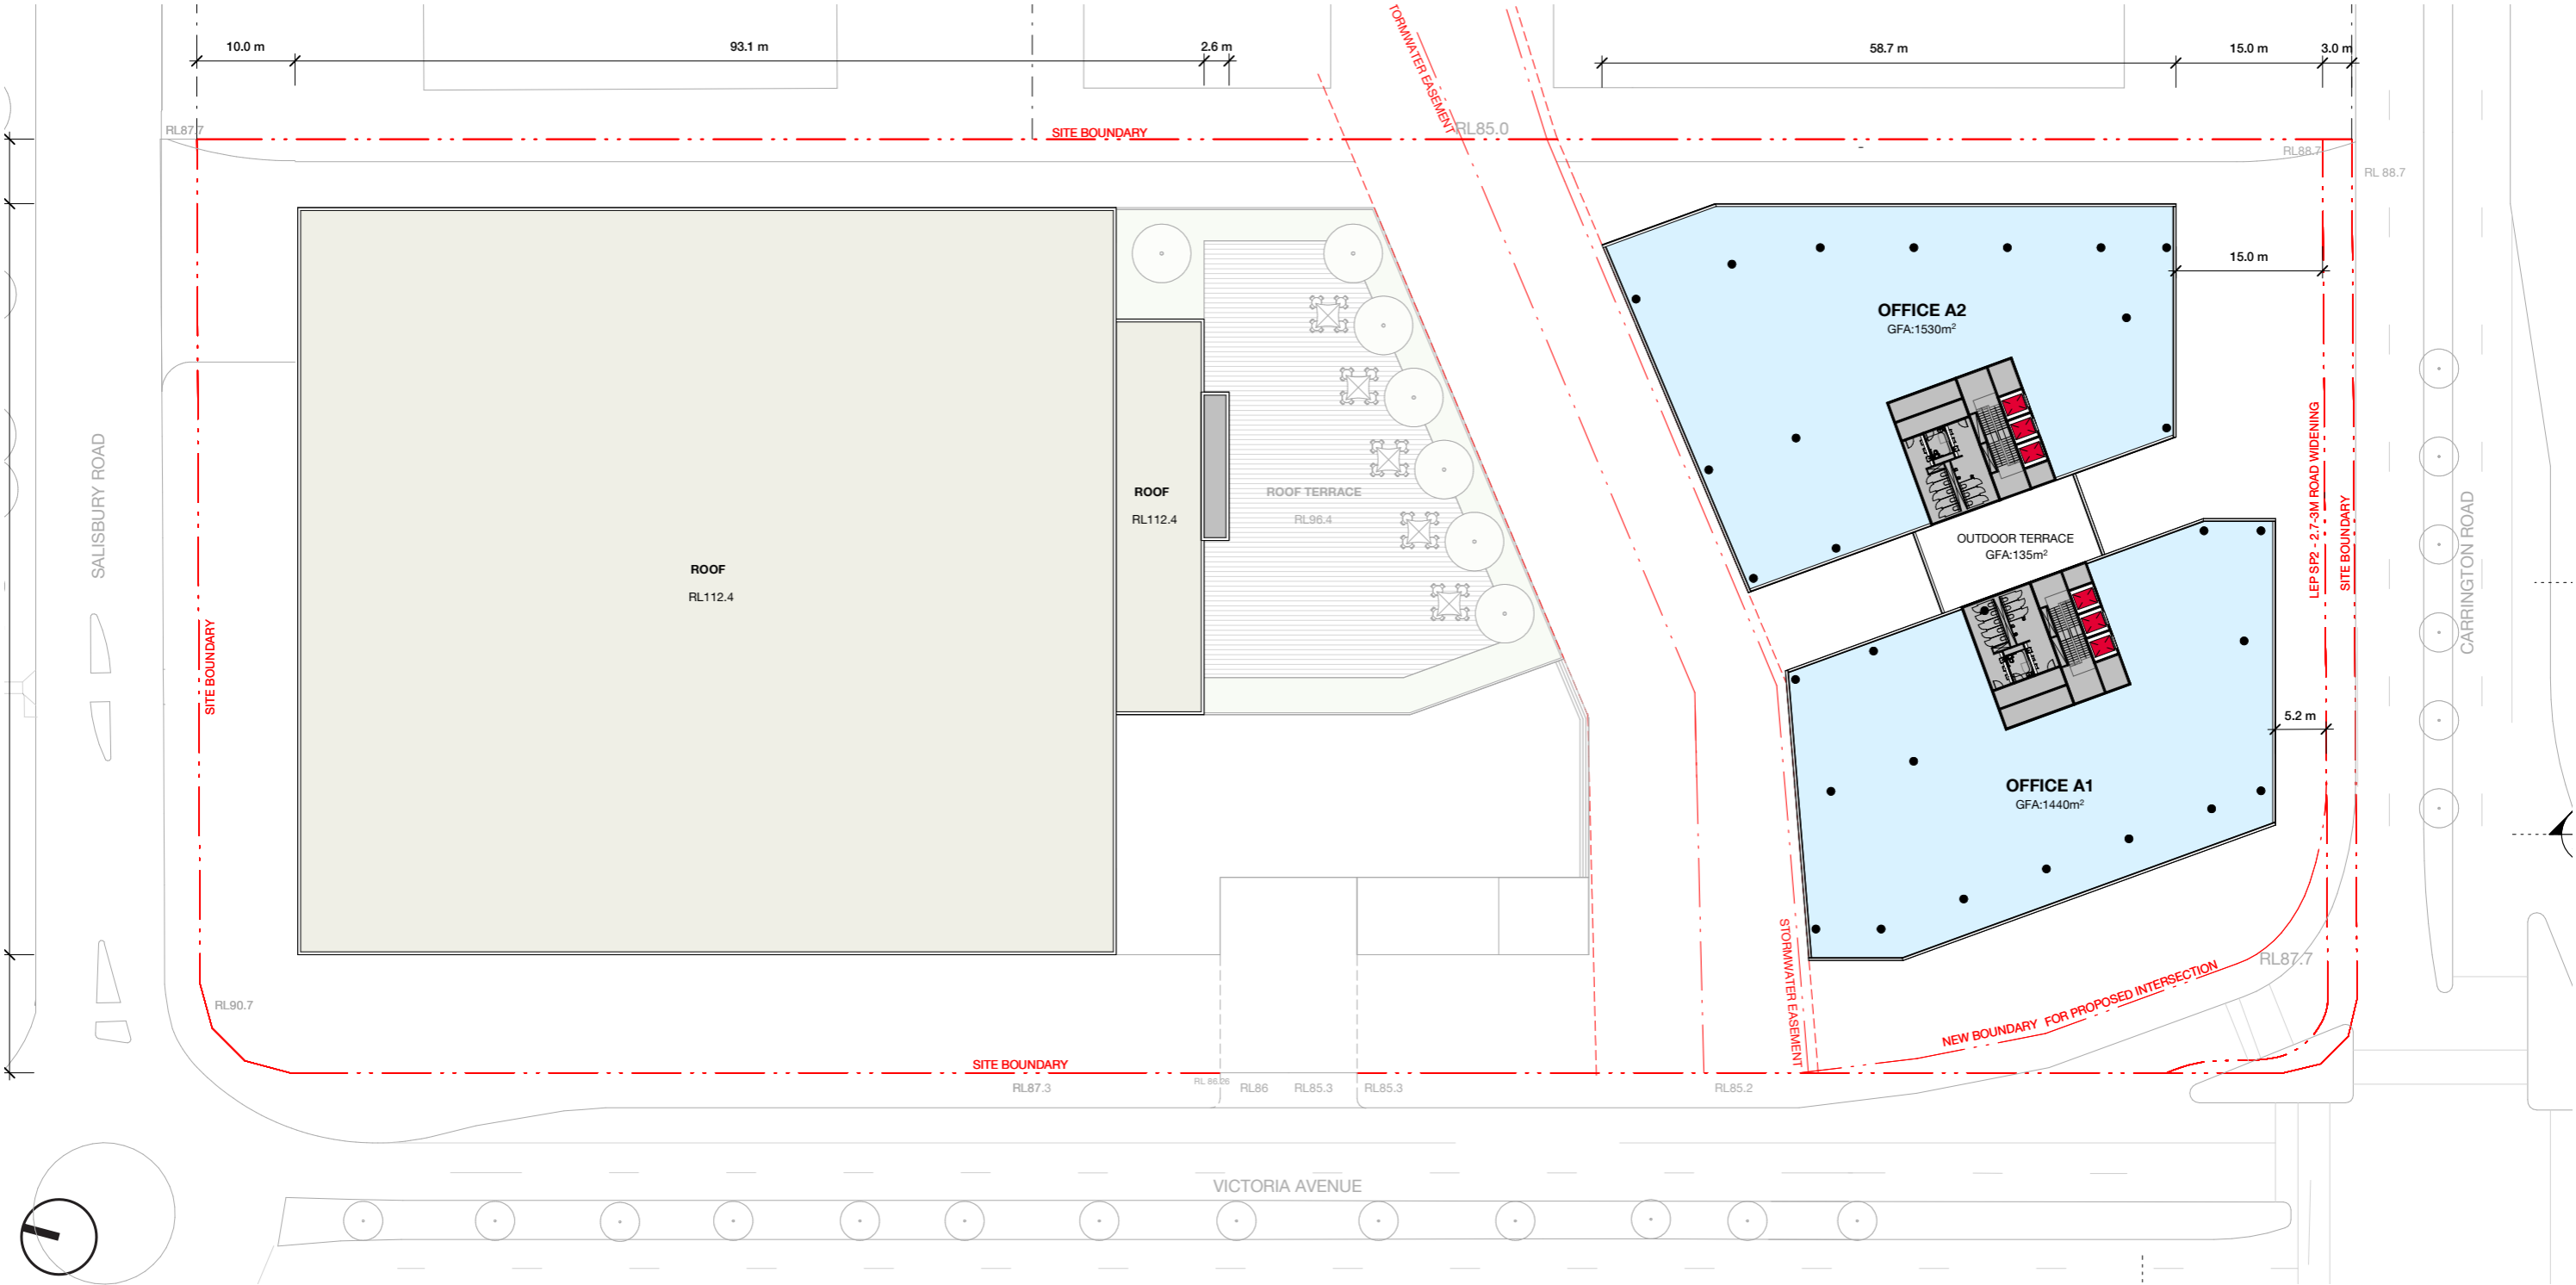 10.0 m
93.1 m
2.6 m
58.7 m
15.0 m
3.0 m
TORMWATER EASEMENT
RL87.7
SITE BOUNDARY
RL85.0
RL88.7
RL 88.7
15.0 m
OFFICE A2
GFA:1530m²
LEP SP2 - 2.7-3M ROAD WIDENING
SITE BOUNDARY
CARRINGTON ROAD
SALISBURY ROAD
ROOF
RL112.4
ROOF TERRACE
RL96.4
OUTDOOR TERRACE
GFA:135m²
ROOF
RL112.4
SITE BOUNDARY
5.2 m
OFFICE A1
GFA:1440m²
STORMWATER EASEMENT
RL87.7
NEW BOUNDARY FOR PROPOSED INTERSECTION
RL90.7
SITE BOUNDARY
RL87.3
RL 86.26
RL86
RL85.3
RL85.3
RL85.2
VICTORIA AVENUE